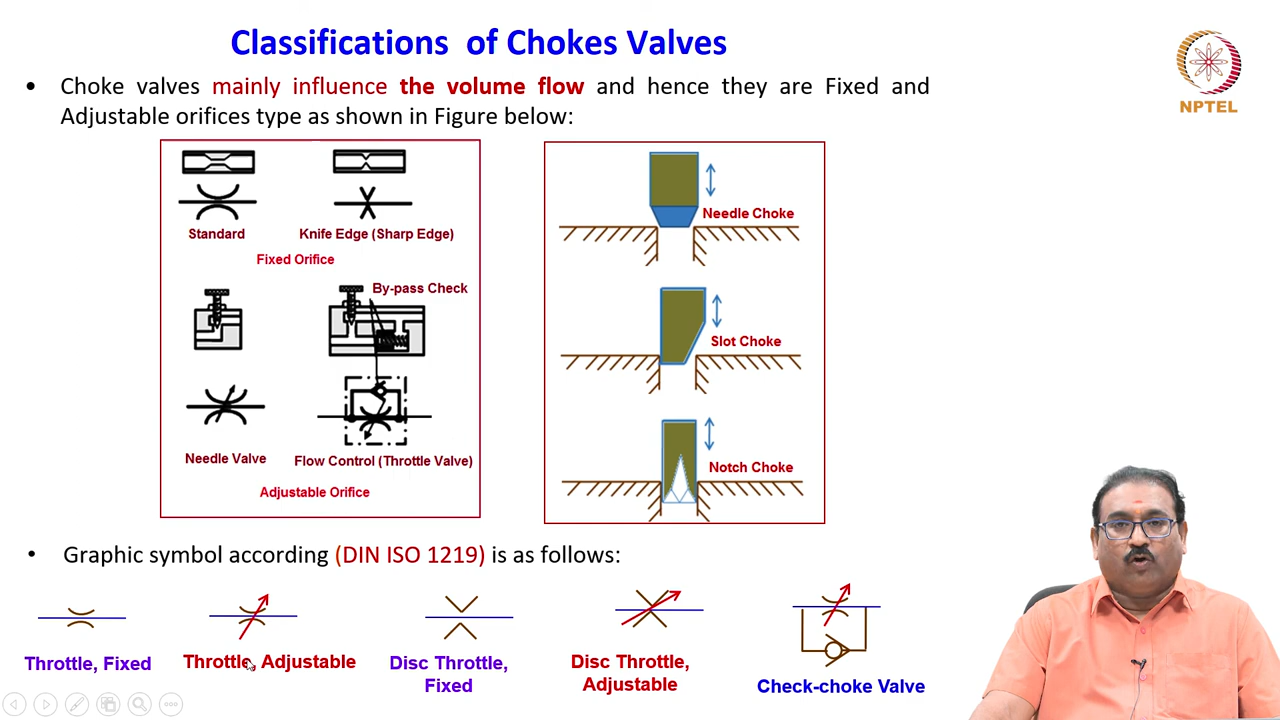 Classifications of Chokes Valves
NPTEL
• Choke valves mainly influence the volume flow and hence they are Fixed and
Adjustable orifices type as shown in Figure below:
Standard
Knife Edge (Sharp Edge)
Fixed Orifice
By-pass Check
Needle Valve
Flow Control (Throttle Valve)
Adjustable Orifice
Needle Choke
Slot Choke
Notch Choke
• Graphic symbol according (DIN ISO 1219) is as follows:
Throttle, Fixed
Throttle, Adjustable
Disc Throttle,
Fixed
Disc Throttle,
Adjustable
Check-choke Valve